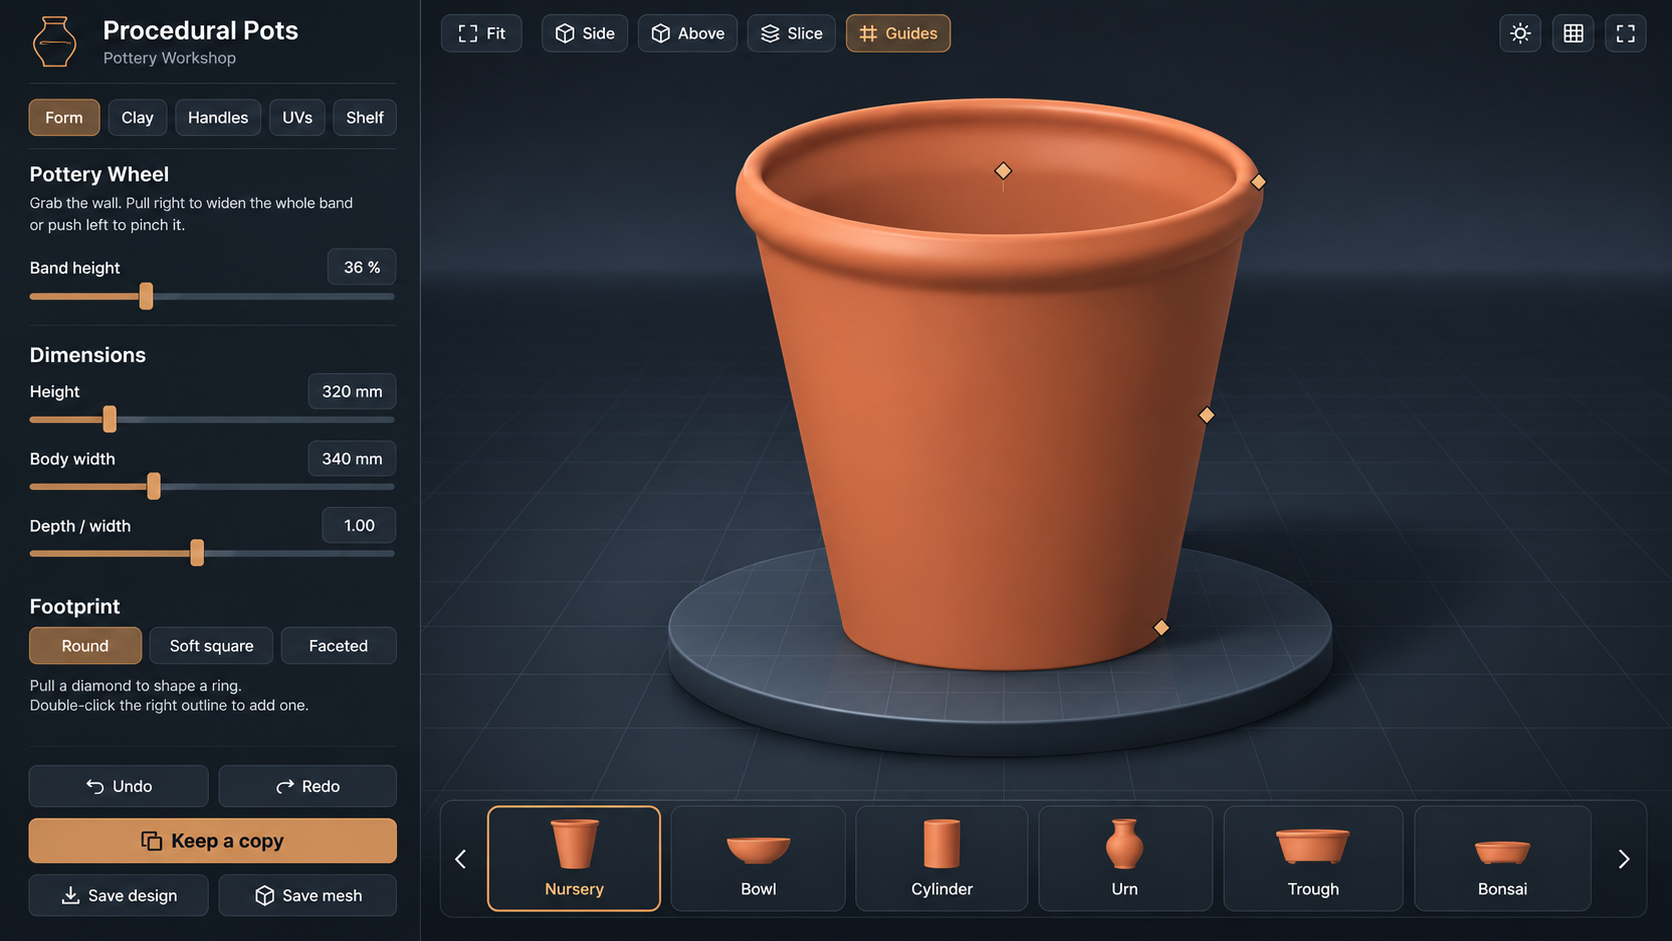 Procedural Pots
Pottery Workshop
Form
Clay
Handles
UVs
Shelf
Pottery Wheel
Grab the wall. Pull right to widen the whole band
or push left to pinch it.
Band height
36 %
Dimensions
Height
320 mm
Body width
340 mm
Depth / width
1.00
Footprint
Round
Soft square
Faceted
Pull a diamond to shape a ring.
Double-click the right outline to add one.
Undo
Redo
Keep a copy
Save design
Save mesh
Fit
Side
Above
Slice
Guides
Nursery
Bowl
Cylinder
Urn
Trough
Bonsai